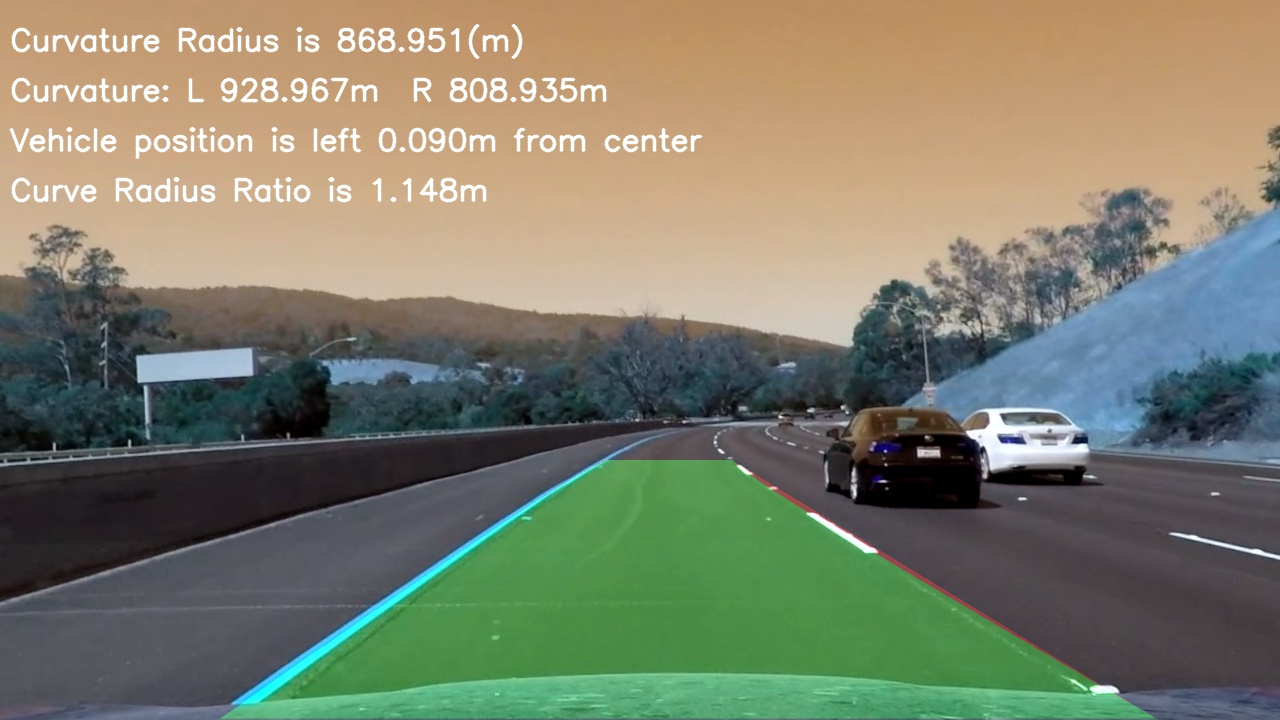 Curvature Radius is 868.951(m)
Curvature: L 928.967m R 808.935m
Vehicle position is left 0.090m from center
Curve Radius Ratio is 1.148m